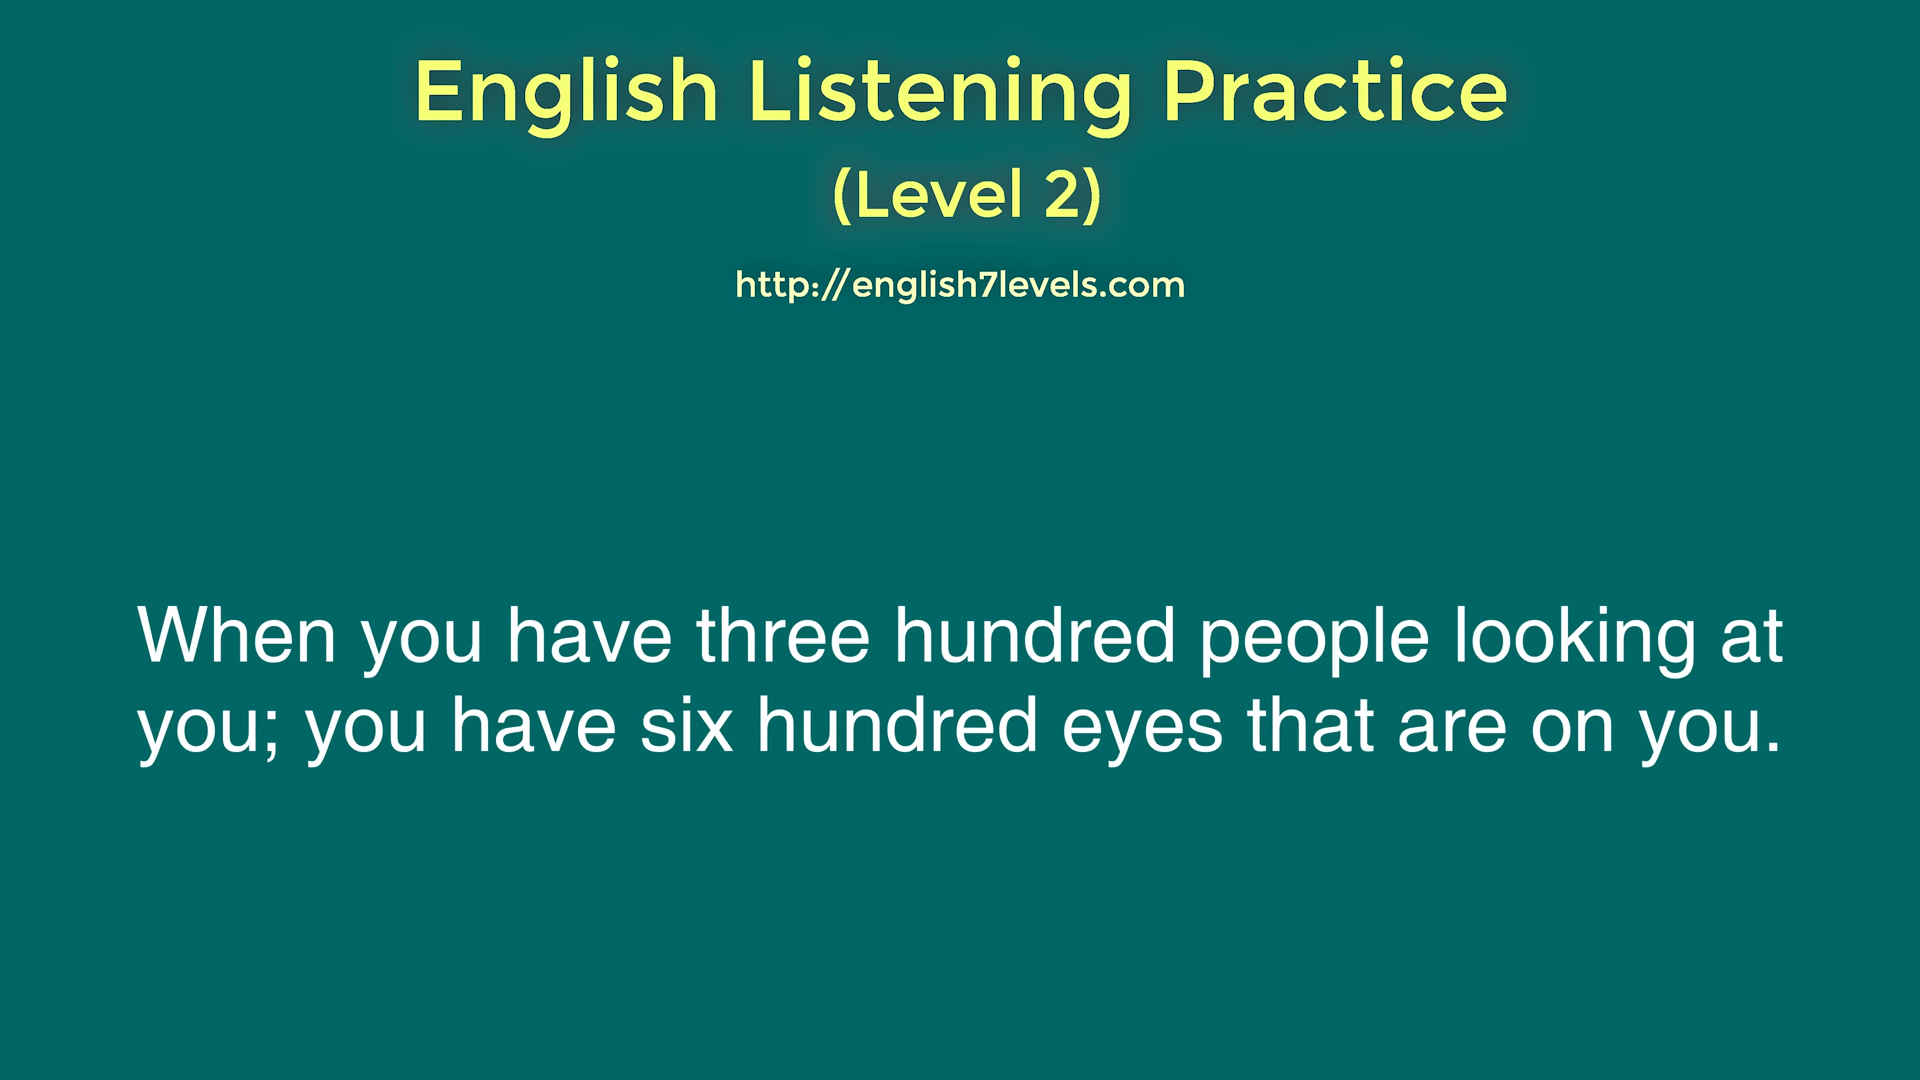 English Listening Practice
(Level 2)
http://english7levels.com
When you have three hundred people looking at
you; you have six hundred eyes that are on you.